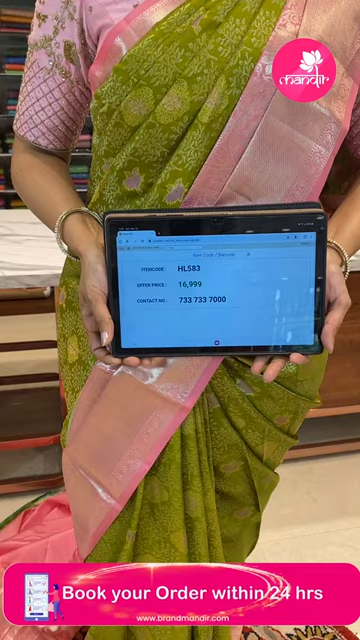 mandir
Item Code / Barcode
ITEMCODE : HL583
OFFER PRICE : 16,999
CONTACT NO. : 733 733 7000
Book your Order within 24 hrs
www.brandmandir.com